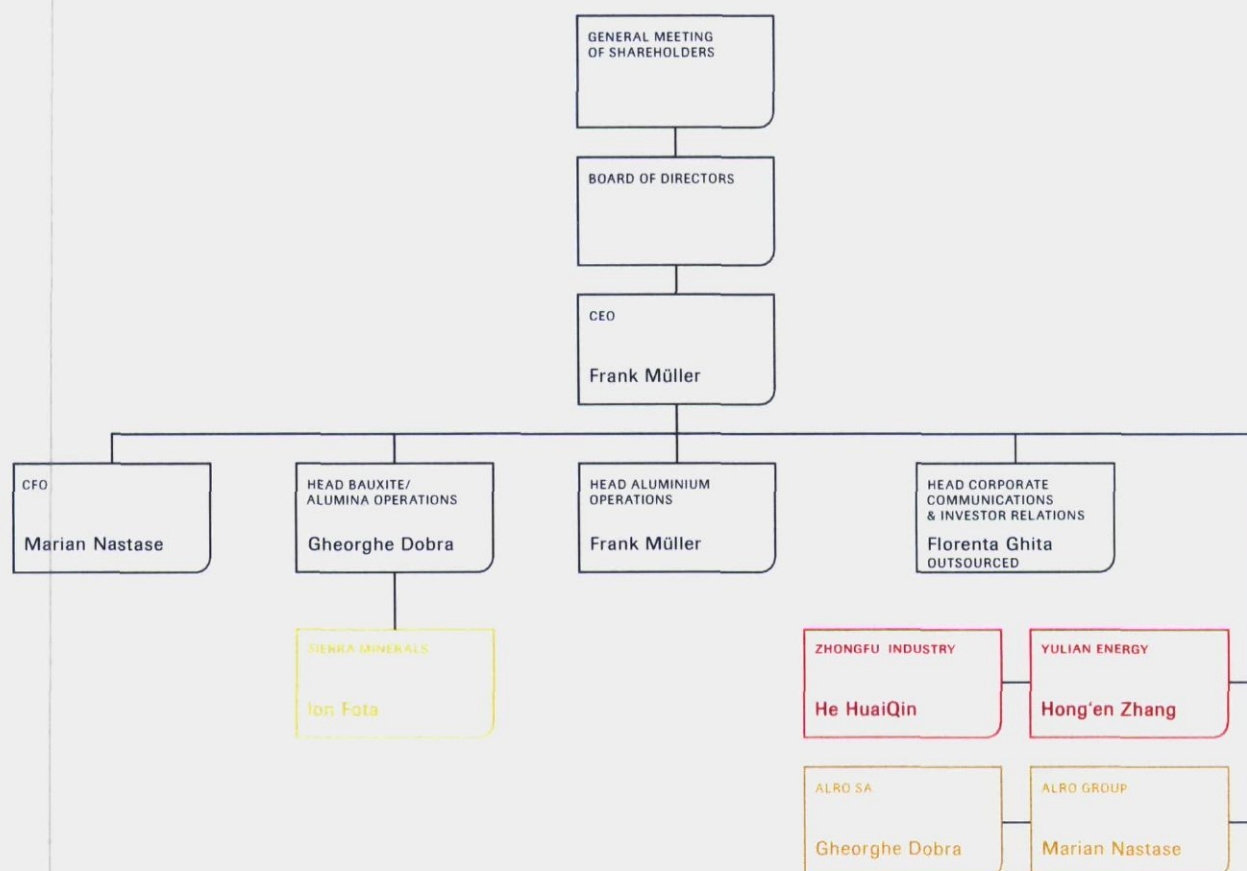 GENERAL MEETING
OF SHAREHOLDERS
BOARD OF DIRECTORS
CEO
Frank Müller
CFO
Marian Nastase
HEAD BAUXITE/
ALUMINA OPERATIONS
Gheorghe Dobra
HEAD ALUMINIUM
OPERATIONS
Frank Müller
HEAD CORPORATE
COMMUNICATIONS
& INVESTOR RELATIONS
Florenta Ghita
OUTSOURCED
SIERRA MINERALS
Ion Fota
ZHONGFU INDUSTRY
He HuaiQin
YULIAN ENERGY
Hong'en Zhang
ALRO SA
Gheorghe Dobra
ALRO GROUP
Marian Nastase